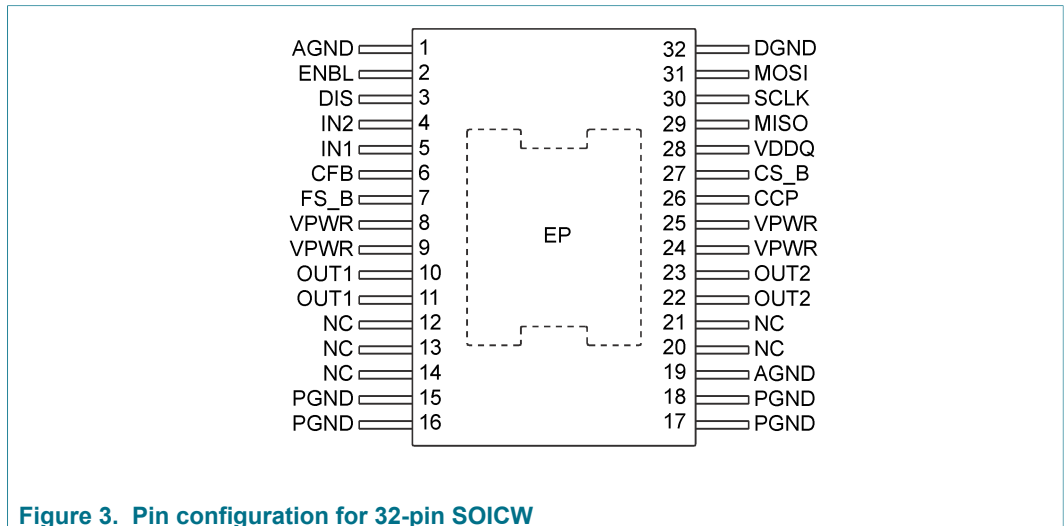 AGND 1 32 DGND
ENBL 2 31 MOSI
DIS 3 30 SCLK
IN2 4 29 MISO
IN1 5 28 VDDQ
CFB 6 27 CS_B
FS_B 7 26 CCP
VPWR 8 25 VPWR
VPWR 9 EP 24 VPWR
OUT1 10 23 OUT2
OUT1 11 22 OUT2
NC 12 21 NC
NC 13 20 NC
NC 14 19 AGND
PGND 15 18 PGND
PGND 16 17 PGND
Figure 3. Pin configuration for 32-pin SOICW